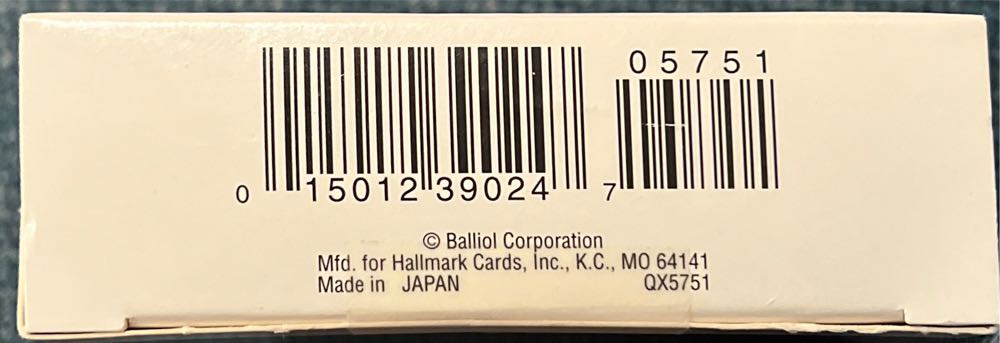 05751
0 15012 39024 7
© Balliol Corporation
Mfd. for Hallmark Cards, Inc., K.C., MO 64141
Made in JAPAN QX5751